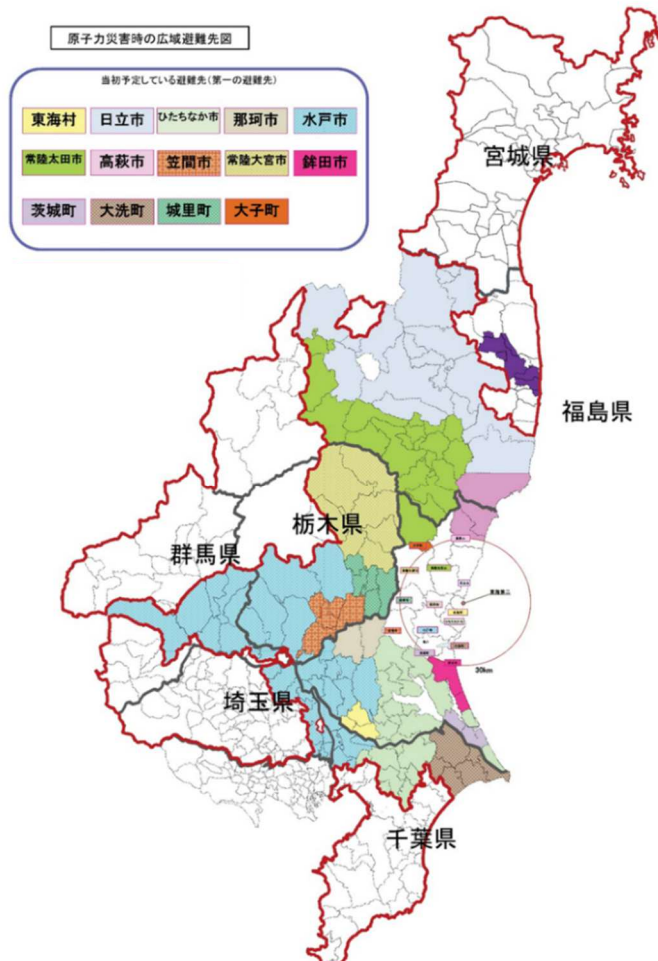 原子力災害時の広域避難先図
当初予定している避難先(第一の避難先)
東海村 日立市 ひたちなか市 那珂市 水戸市
常陸太田市 高萩市 笠間市 常陸大宮市 鉾田市
茨城町 大洗町 城里町 大子町
宮城県
福島県
栃木県
群馬県
埼玉県
30km
千葉県